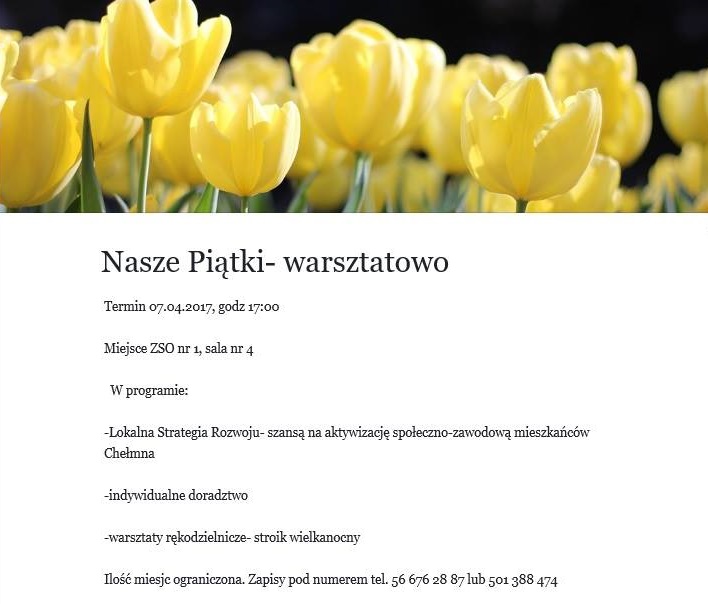 Nasze Piątki- warsztatowo
Termin 07.04.2017, godz 17:00
Miejsce ZSO nr 1, sala nr 4
W programie:
-Lokalna Strategia Rozwoju- szansą na aktywizację społeczno-zawodową mieszkańców
Chełmna
-indywidualne doradztwo
-warsztaty rękodzielnicze- stroik wielkanocny
Ilość miesjc ograniczona. Zapisy pod numerem tel. 56 676 28 87 lub 501 388 474